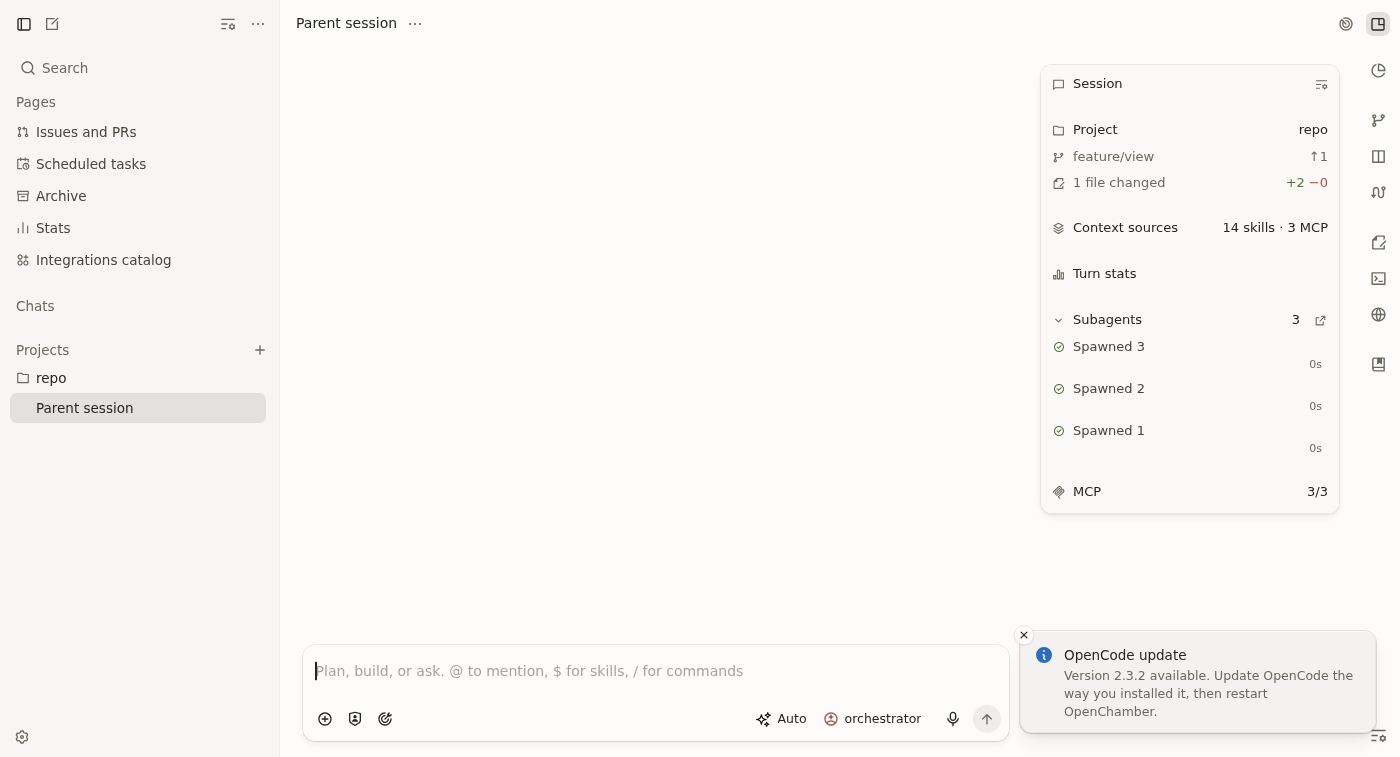 Parent session
Search
Pages
Issues and PRs
Scheduled tasks
Archive
Stats
Integrations catalog
Chats
Projects
repo
Parent session
Session
Project repo
feature/view ↑1
1 file changed +2 −0
Context sources 14 skills · 3 MCP
Turn stats
Subagents 3
Spawned 3
0s
Spawned 2
0s
Spawned 1
0s
MCP 3/3
Plan, build, or ask. @ to mention, $ for skills, / for commands
Auto orchestrator
OpenCode update
Version 2.3.2 available. Update OpenCode the
way you installed it, then restart
OpenChamber.